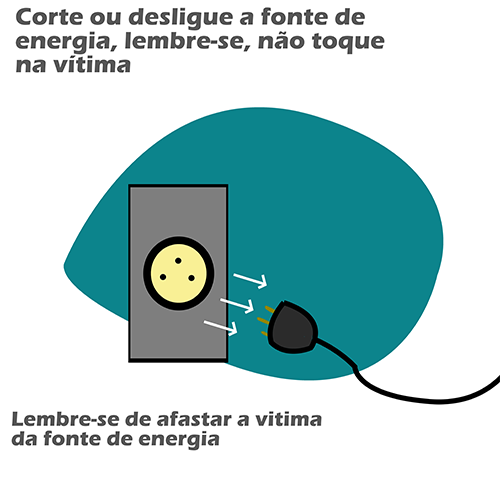 Corte ou desligue a fonte de
energia, lembre-se, não toque
na vítima
Lembre-se de afastar a vitima
da fonte de energia